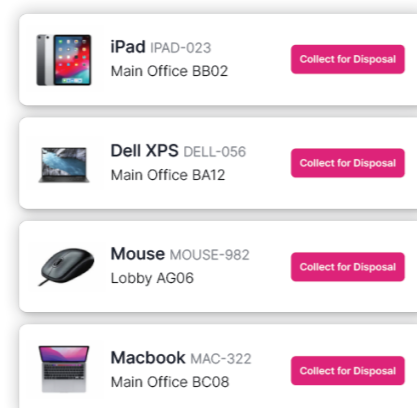 iPad IPAD-023
Main Office BB02
Collect for Disposal
Dell XPS DELL-056
Main Office BA12
Collect for Disposal
Mouse MOUSE-982
Lobby AG06
Collect for Disposal
Macbook MAC-322
Main Office BC08
Collect for Disposal